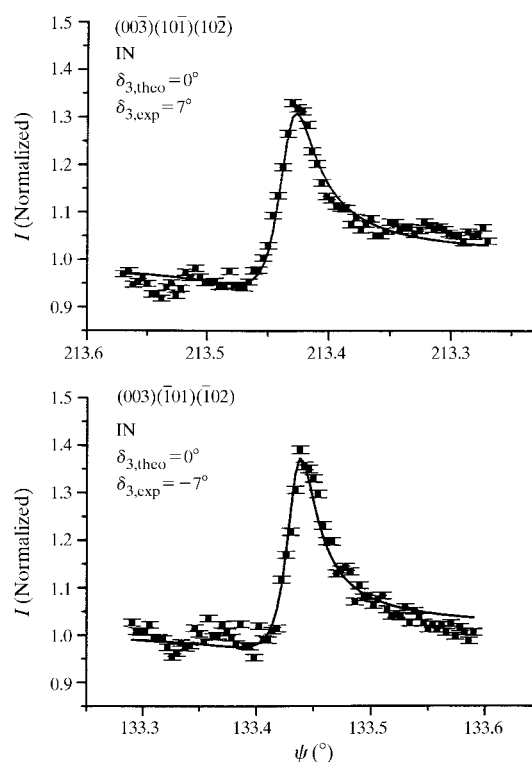 1.5
(003̄)(101̄)(102̄)
IN
δ₃,theo = 0°
δ₃,exp = 7°
1.4
1.3
1.2
1.1
1.0
0.9
I (Normalized)
213.6
213.5
213.4
213.3
1.5
(003)(1̄01)(1̄02)
IN
δ₃,theo = 0°
δ₃,exp = −7°
1.4
1.3
1.2
1.1
1.0
0.9
I (Normalized)
133.3
133.4
133.5
133.6
ψ (°)